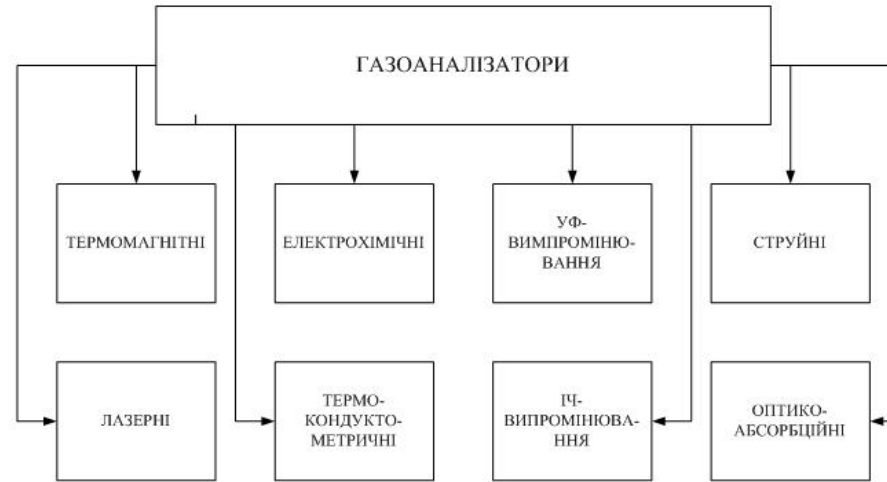 ГАЗОАНАЛІЗАТОРИ
ТЕРМОМАГНІТНІ
ЕЛЕКТРОХІМІЧНІ
УФ-
ВИМПРОМІНЮ-
ВАННЯ
СТРУЙНІ
ЛАЗЕРНІ
ТЕРМО-
КОНДУКТО-
МЕТРИЧНІ
ІЧ-
ВИПРОМІНЮВА-
ННЯ
ОПТИКО-
АБСОРБЦІЙНІ